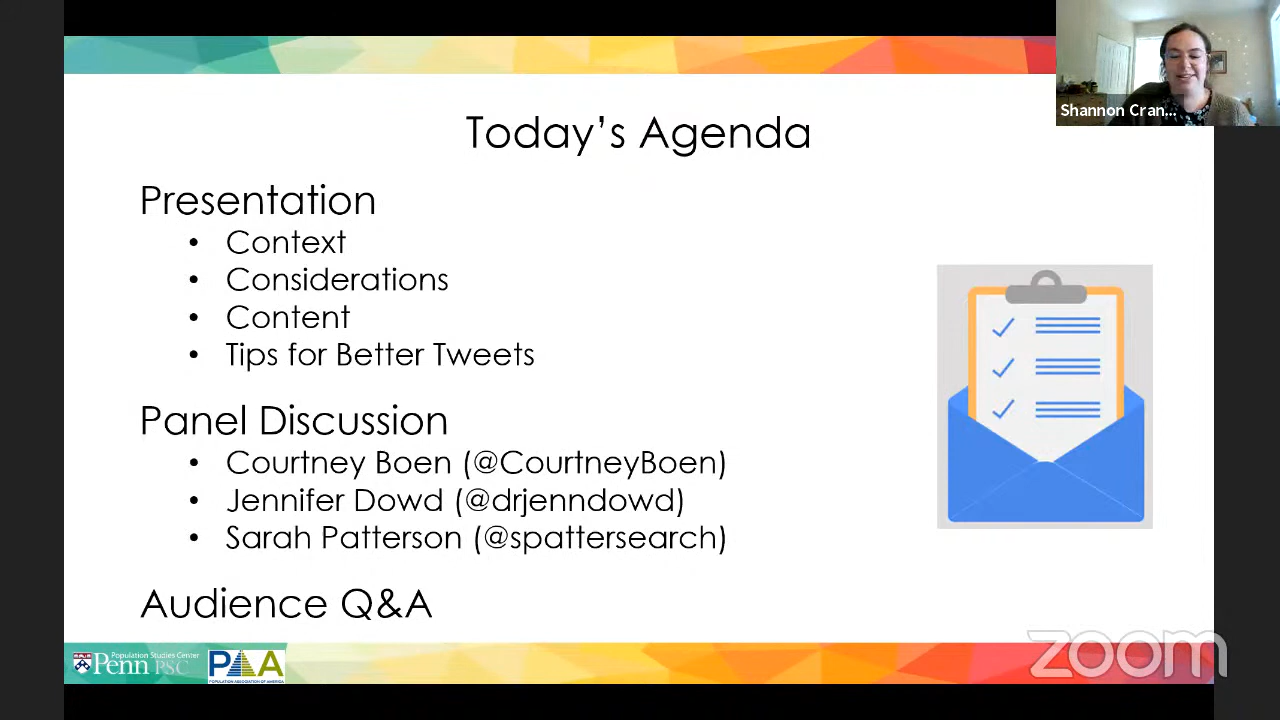 Shannon Cran...
Today's Agenda
Presentation
• Context
• Considerations
• Content
• Tips for Better Tweets
Panel Discussion
• Courtney Boen (@CourtneyBoen)
• Jennifer Dowd (@drjenndowd)
• Sarah Patterson (@spattersearch)
Audience Q&A
Population Studies Center
Penn PSC
PAA
POPULATION ASSOCIATION OF AMERICA
zoom